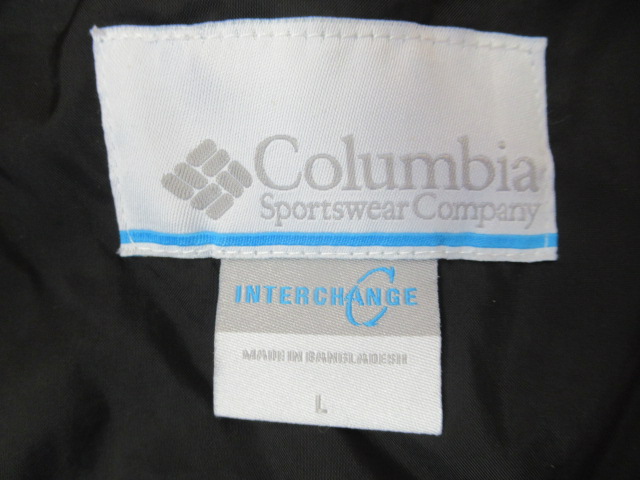 Columbia
Sportswear Company
INTERCHANGE
MADE IN BANGLADESH
L